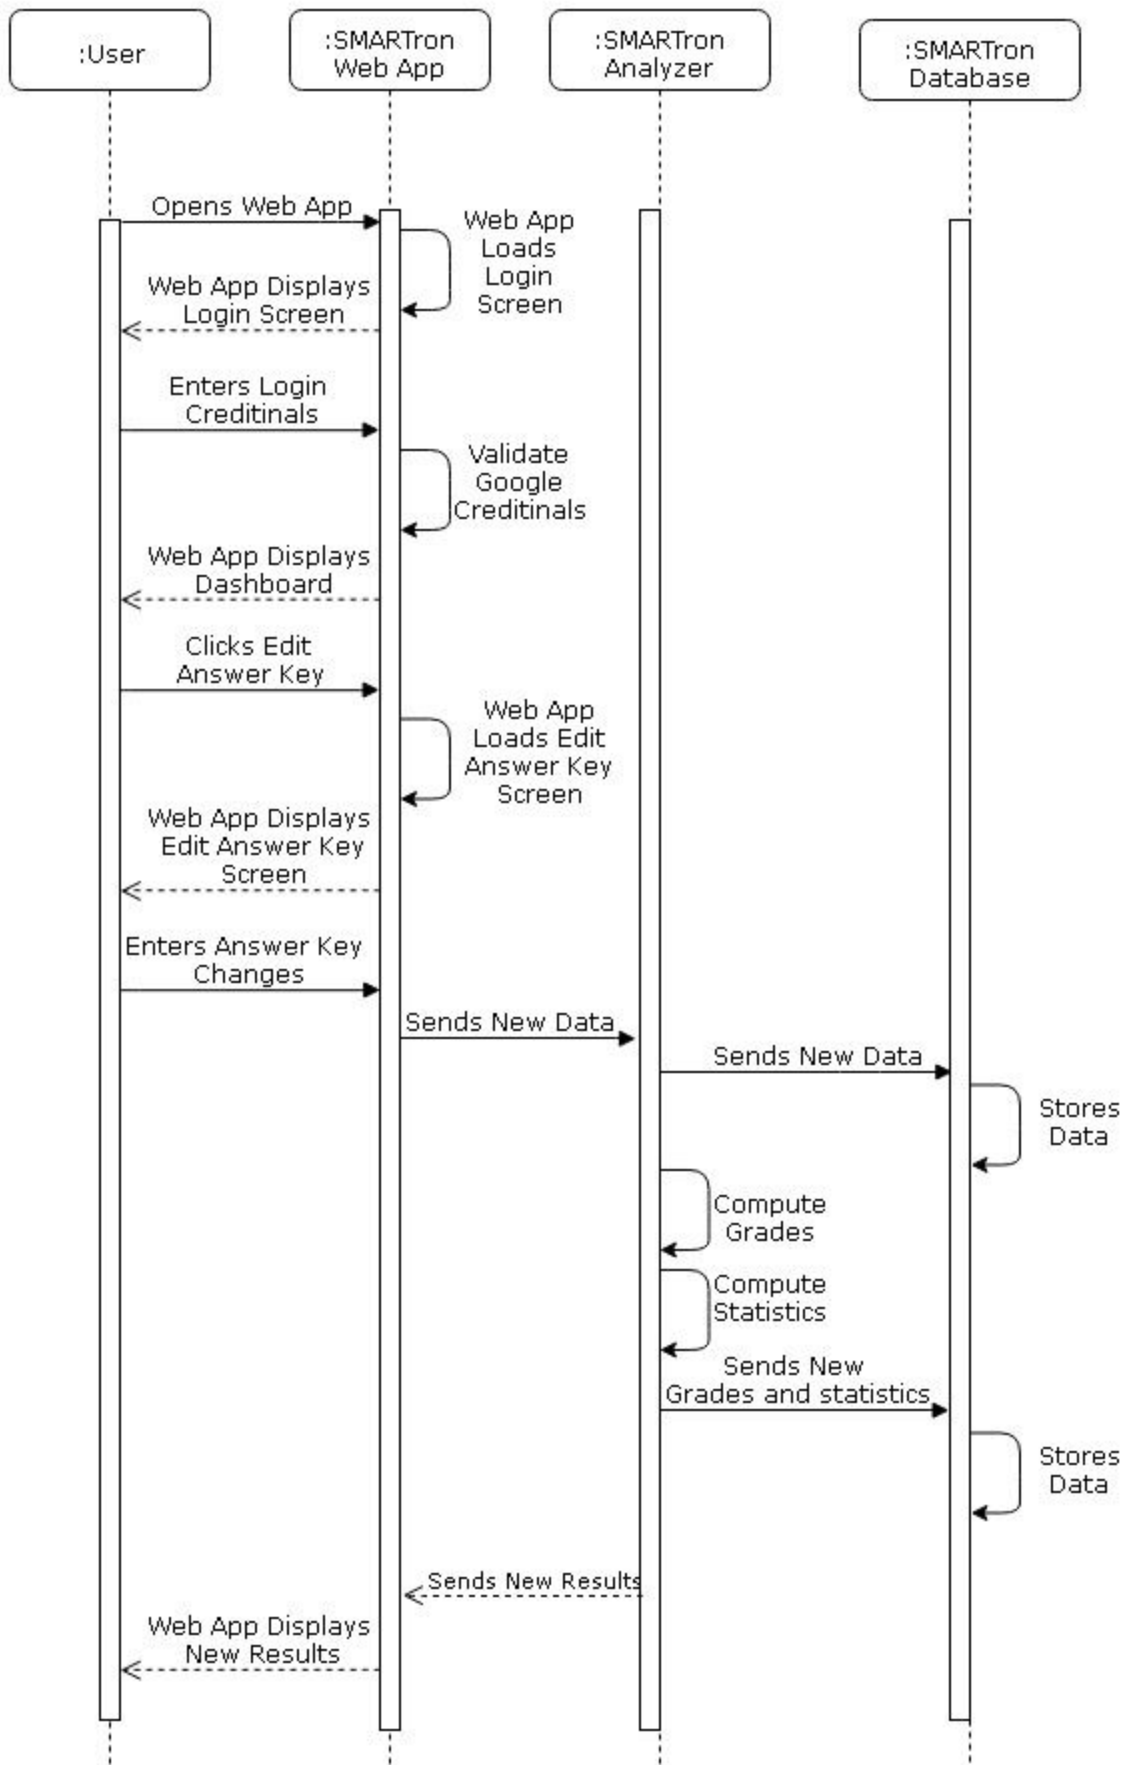 :User
:SMARTron
Web App
:SMARTron
Analyzer
:SMARTron
Database
Opens Web App
Web App
Loads
Login
Screen
Web App Displays
Login Screen
Enters Login
Creditinals
Validate
Google
Creditinals
Web App Displays
Dashboard
Clicks Edit
Answer Key
Web App
Loads Edit
Answer Key
Screen
Web App Displays
Edit Answer Key
Screen
Enters Answer Key
Changes
Sends New Data
Sends New Data
Stores
Data
Compute
Grades
Compute
Statistics
Sends New
Grades and statistics
Stores
Data
Sends New Results
Web App Displays
New Results